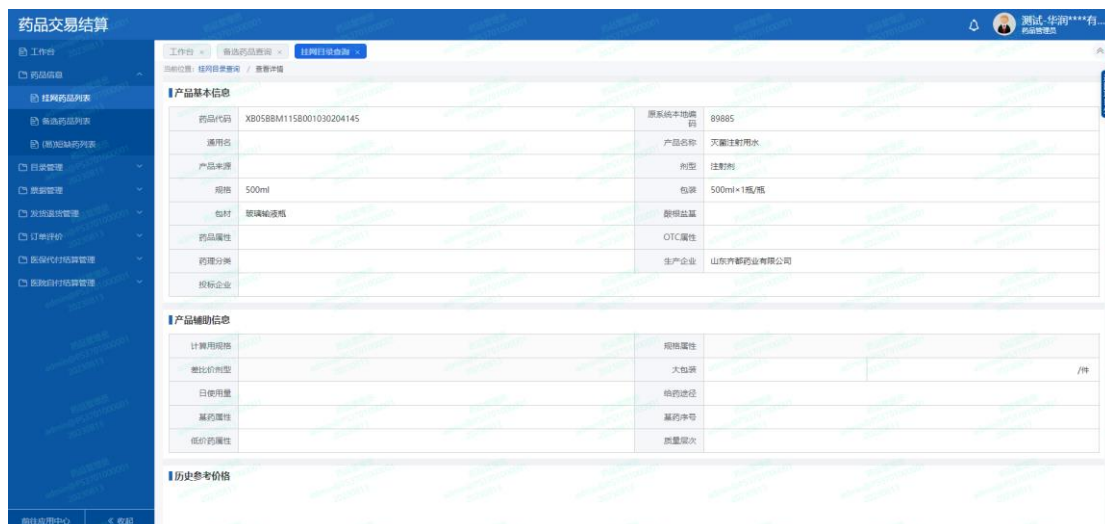 药品交易结算
测试-华润****有...
药品管理员
工作台
药品信息
挂网药品列表
备选药品列表
(易)短缺药列表
目录管理
票据管理
发货退货管理
订单评价
医保代付结算管理
医院自付结算管理
前往应用中心 《 收起
工作台 × 备选药品查询 × 挂网目录查询 ×
当前位置: 挂网目录查询 / 查看详情
产品基本信息
药品代码 XB05BBM115B001030204145 原系统本地编码 89885
通用名 产品名称 灭菌注射用水
产品来源 剂型 注射剂
规格 500ml 包装 500ml×1瓶/瓶
包材 玻璃输液瓶 酸根盐基
药品属性 OTC属性
药理分类 生产企业 山东齐都药业有限公司
投标企业
产品辅助信息
计算用规格 规格属性
差比价剂型 大包装 /件
日使用量 给药途径
基药属性 基药序号
低价药属性 质量层次
历史参考价格